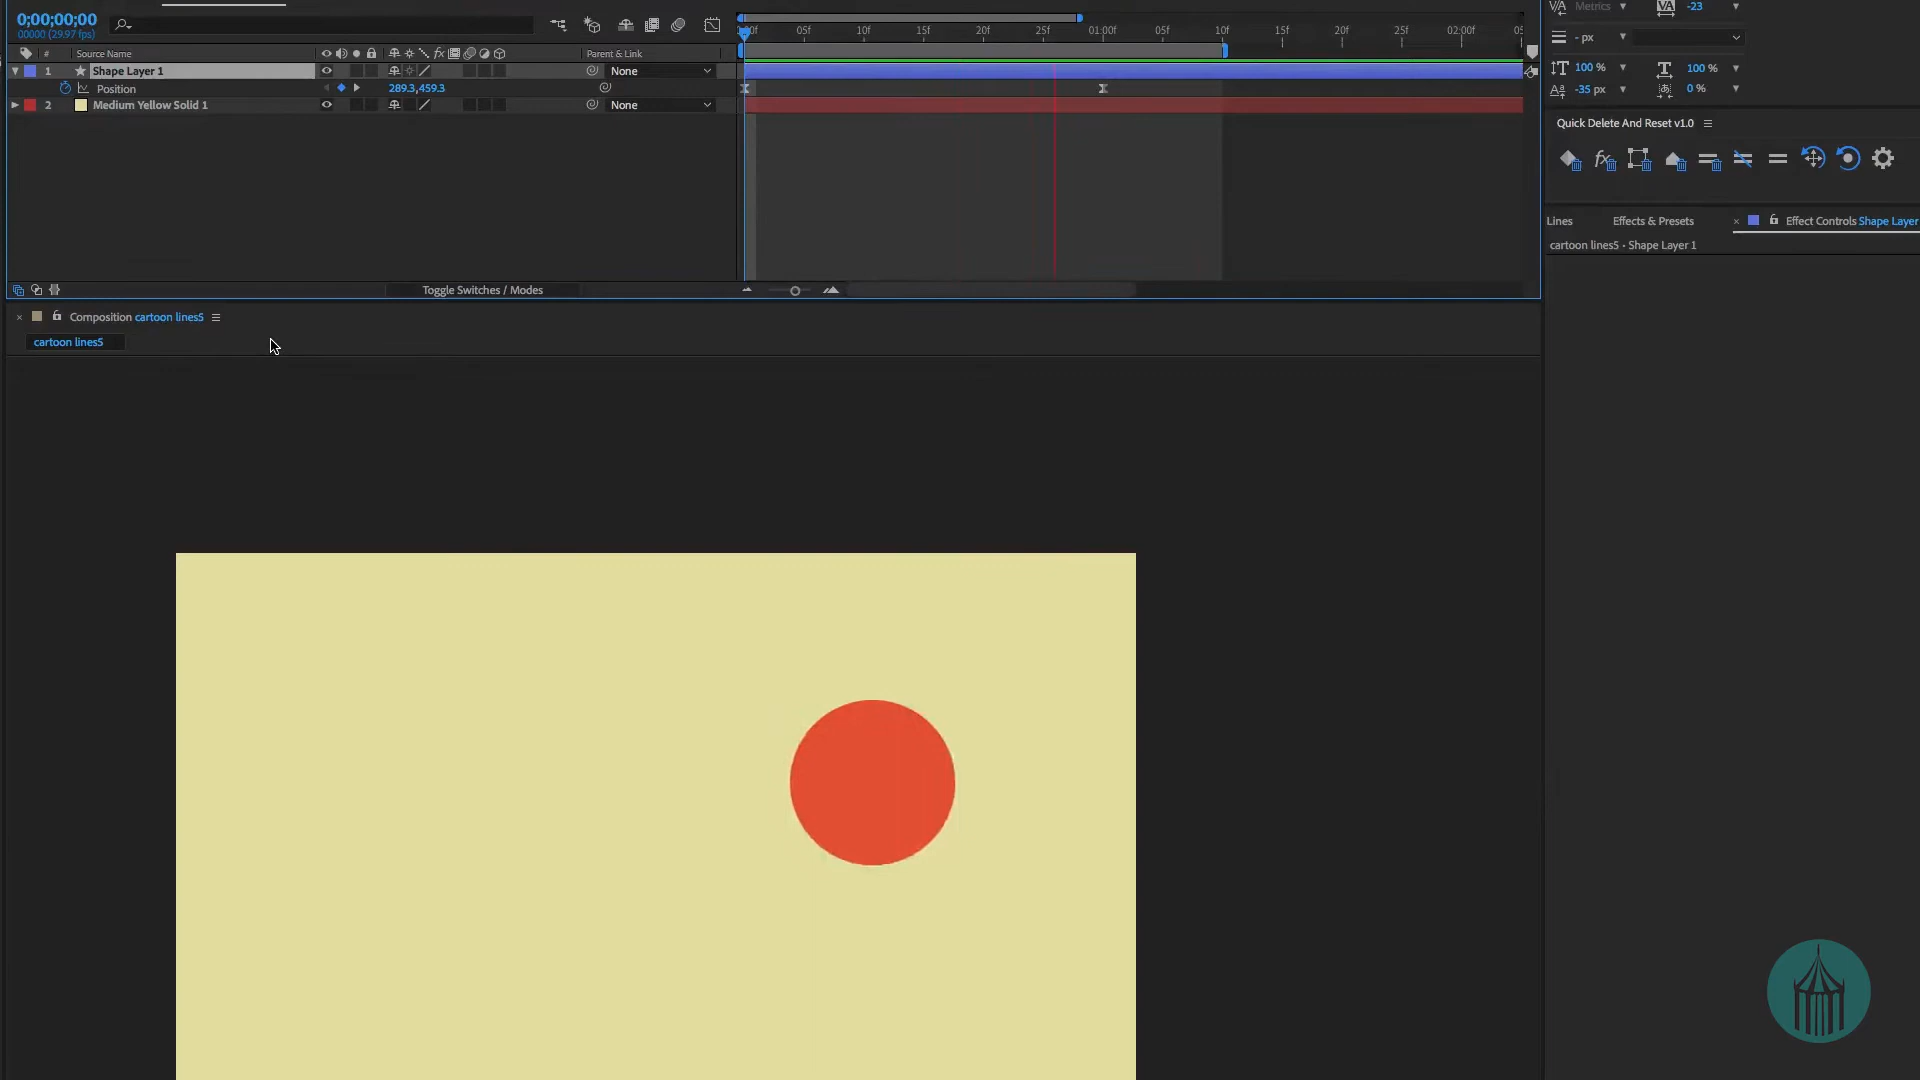 0;00;00;00
00000 (29.97 fps)
# Source Name Parent & Link
05f 10f 15f 20f 25f 01:00f 05f 10f 15f 20f 25f 02:00f
1 Shape Layer 1 None
Position 289.3,459.3
2 Medium Yellow Solid 1 None
Toggle Switches / Modes
Composition cartoon lines5
cartoon lines5
Metrics -23
- px
100 % 100 %
-35 px 0 %
Quick Delete And Reset v1.0
Lines Effects & Presets Effect Controls Shape Layer
cartoon lines5 • Shape Layer 1